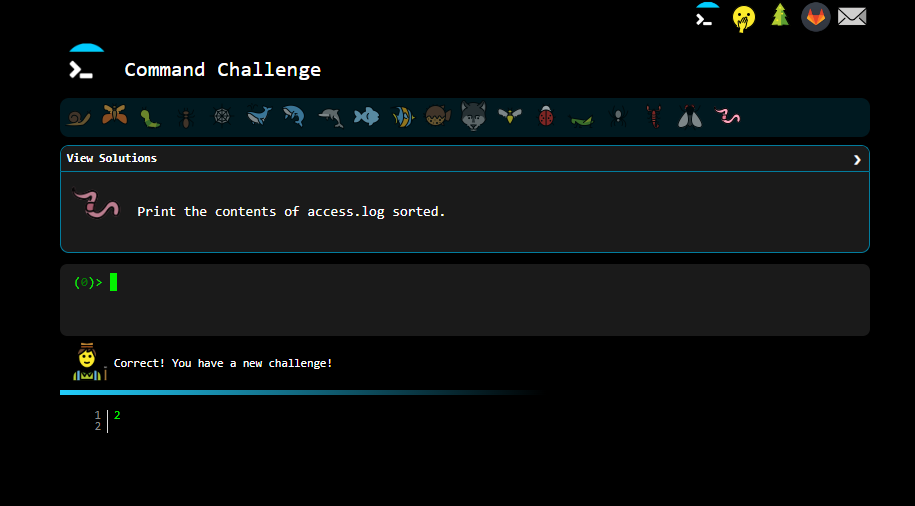 Command Challenge
View Solutions
Print the contents of access.log sorted.
(0)>
Correct! You have a new challenge!
1 2
2